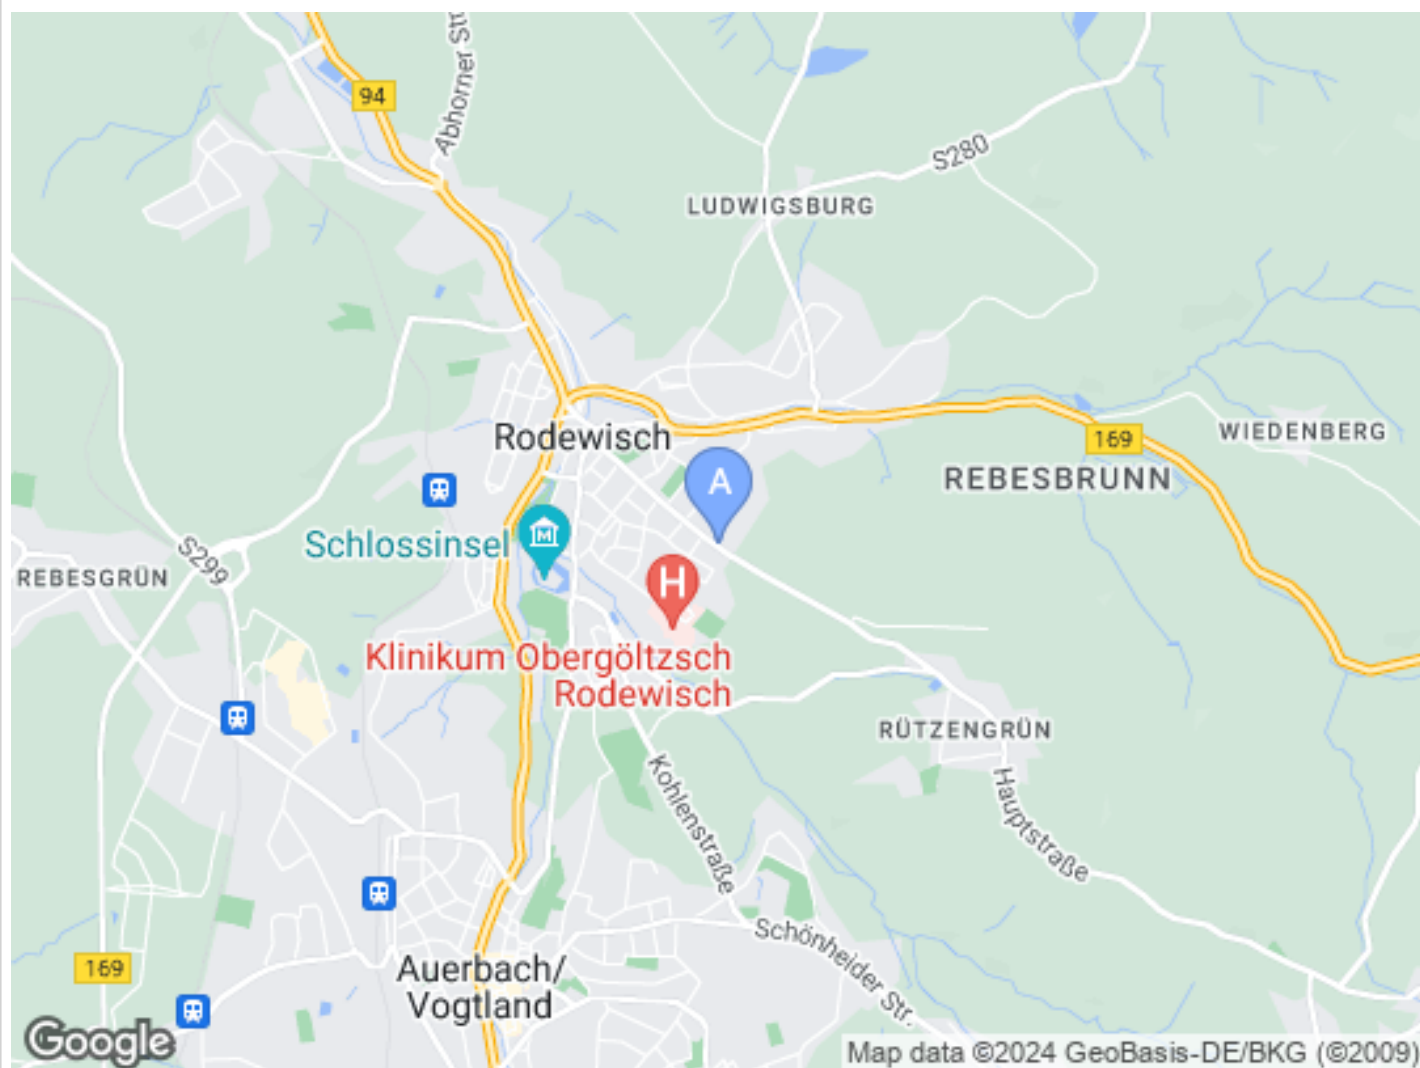 Abhorner Str
94
S280
LUDWIGSBURG
169
WIEDENBERG
Rodewisch
REBESBRUNN
A
Schlossinsel
M
S299
REBESGRÜN
H
Klinikum Obergöltzsch
Rodewisch
RÜTZENGRÜN
Kohlenstraße
Hauptstraße
Schönheider Str.
169
Auerbach/
Vogtland
Google
Map data ©2024 GeoBasis-DE/BKG (©2009)